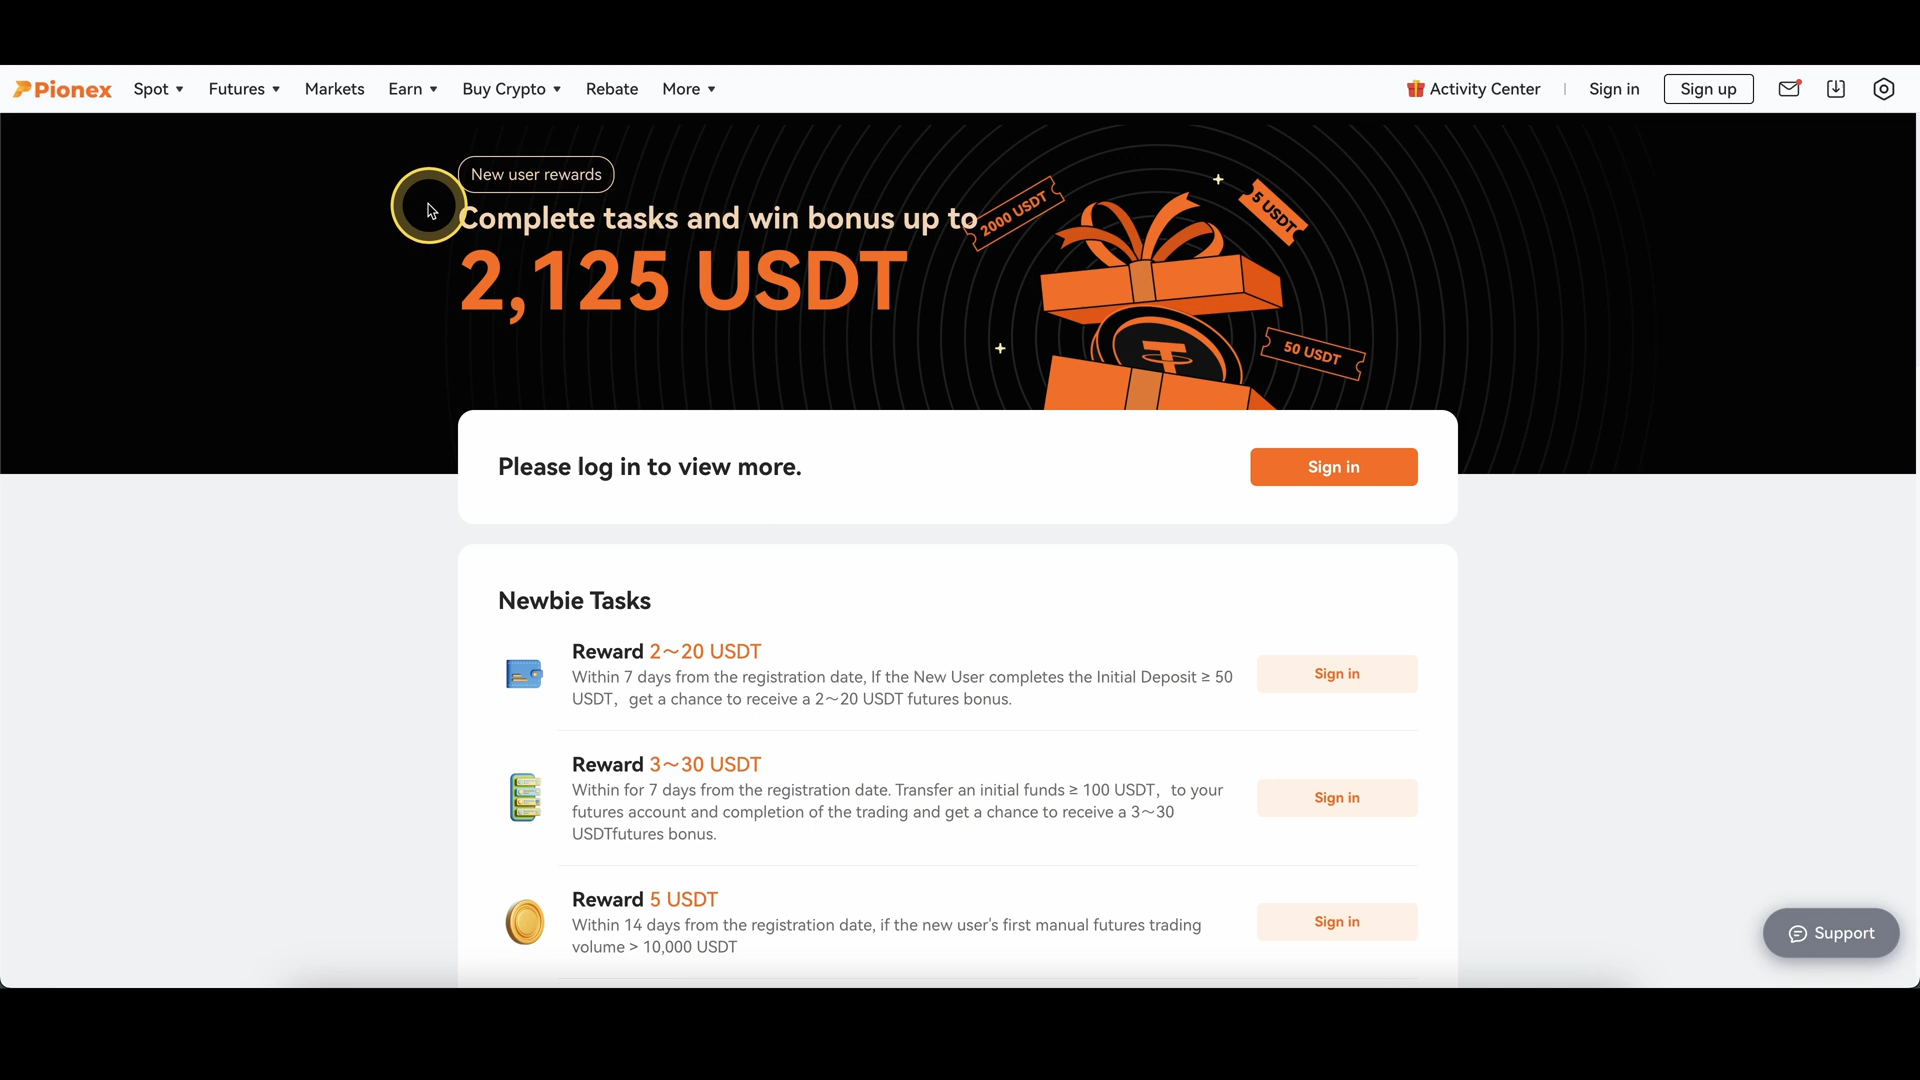 Pionex Spot Futures Markets Earn Buy Crypto Rebate More Activity Center Sign in Sign up
New user rewards
Complete tasks and win bonus up to
2,125 USDT
2000 USDT
5 USDT
50 USDT
Please log in to view more.
Sign in
Newbie Tasks
Reward 2～20 USDT
Within 7 days from the registration date, If the New User completes the Initial Deposit ≥ 50
USDT，get a chance to receive a 2～20 USDT futures bonus.
Sign in
Reward 3～30 USDT
Within for 7 days from the registration date. Transfer an initial funds ≥ 100 USDT，to your
futures account and completion of the trading and get a chance to receive a 3～30
USDTfutures bonus.
Sign in
Reward 5 USDT
Within 14 days from the registration date, if the new user's first manual futures trading
volume > 10,000 USDT
Sign in
Support